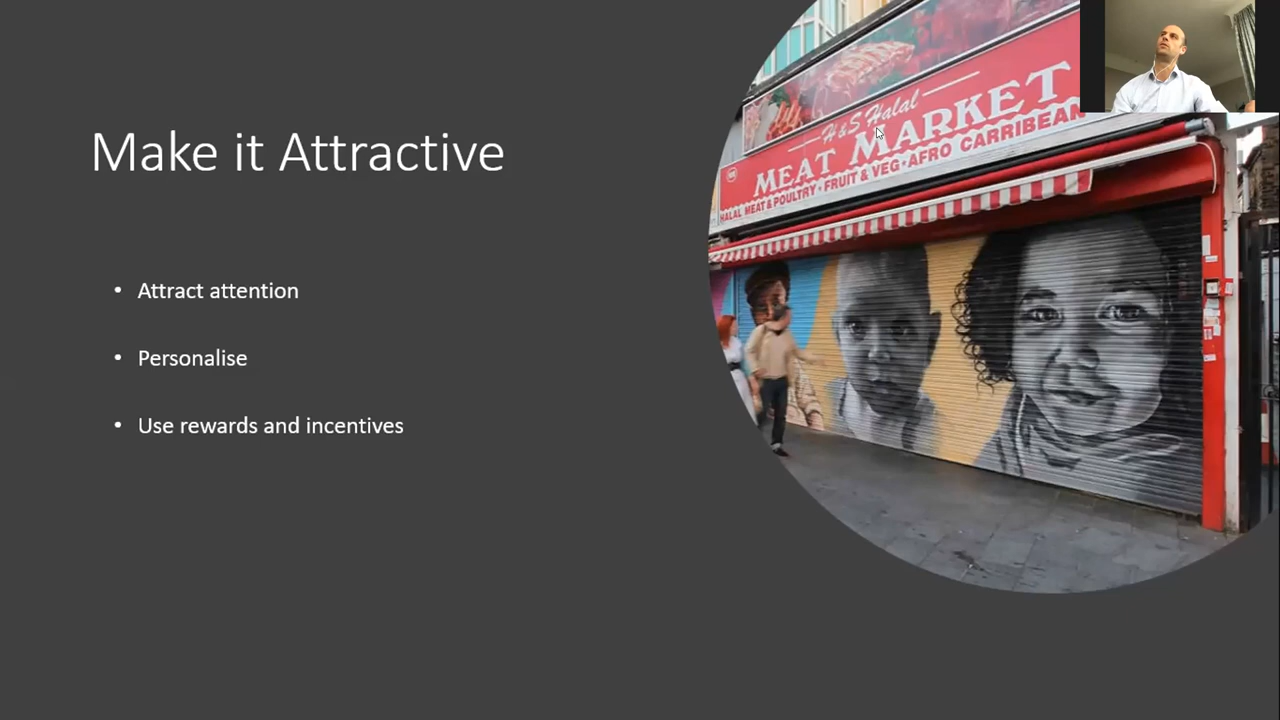 Make it Attractive
• Attract attention
• Personalise
• Use rewards and incentives
H & S Halal
MEAT MARKET
HALAL MEAT & POULTRY • FRUIT & VEG • AFRO CARRIBEAN